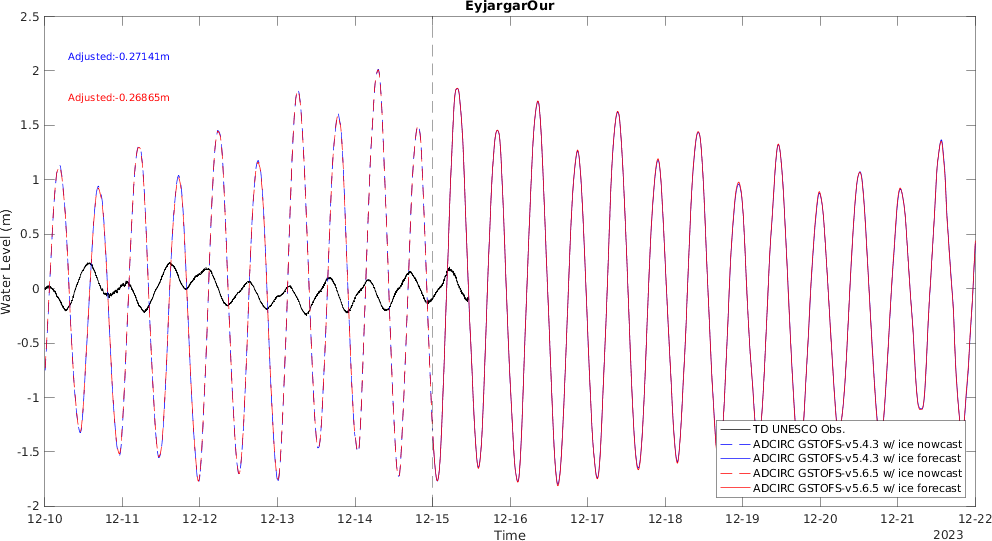 EyjargarOur
2.5
2
1.5
1
0.5
0
-0.5
-1
-1.5
-2
Water Level (m)
Adjusted:-0.27141m
Adjusted:-0.26865m
TD UNESCO Obs.
ADCIRC GSTOFS-v5.4.3 w/ ice nowcast
ADCIRC GSTOFS-v5.4.3 w/ ice forecast
ADCIRC GSTOFS-v5.6.5 w/ ice nowcast
ADCIRC GSTOFS-v5.6.5 w/ ice forecast
12-10 12-11 12-12 12-13 12-14 12-15 12-16 12-17 12-18 12-19 12-20 12-21 12-22
Time
2023